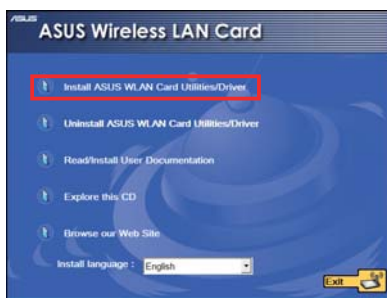 ASUS
ASUS Wireless LAN Card
Install ASUS WLAN Card Utilities/Driver
Uninstall ASUS WLAN Card Utilities/Driver
Read/Install User Documentation
Explore this CD
Browse our Web Site
Install language : English
Exit